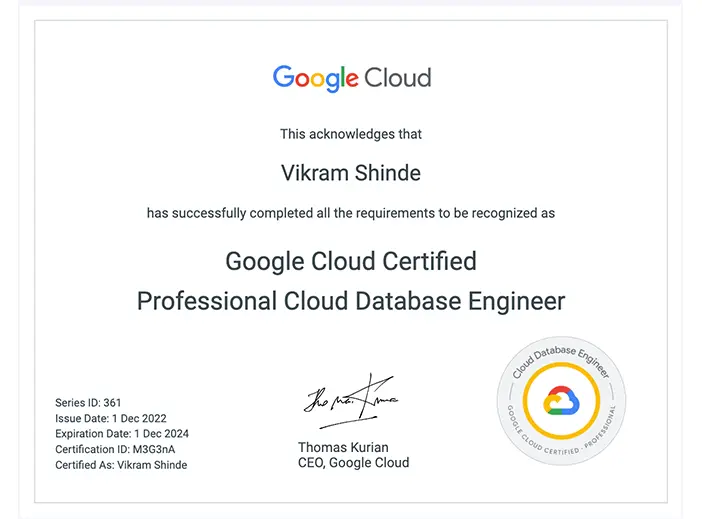 Google Cloud
This acknowledges that
Vikram Shinde
has successfully completed all the requirements to be recognized as
Google Cloud Certified
Professional Cloud Database Engineer
Series ID: 361
Issue Date: 1 Dec 2022
Expiration Date: 1 Dec 2024
Certification ID: M3G3nA
Certified As: Vikram Shinde
Thomas Kurian
CEO, Google Cloud
Cloud Database Engineer
GOOGLE CLOUD CERTIFIED · PROFESSIONAL